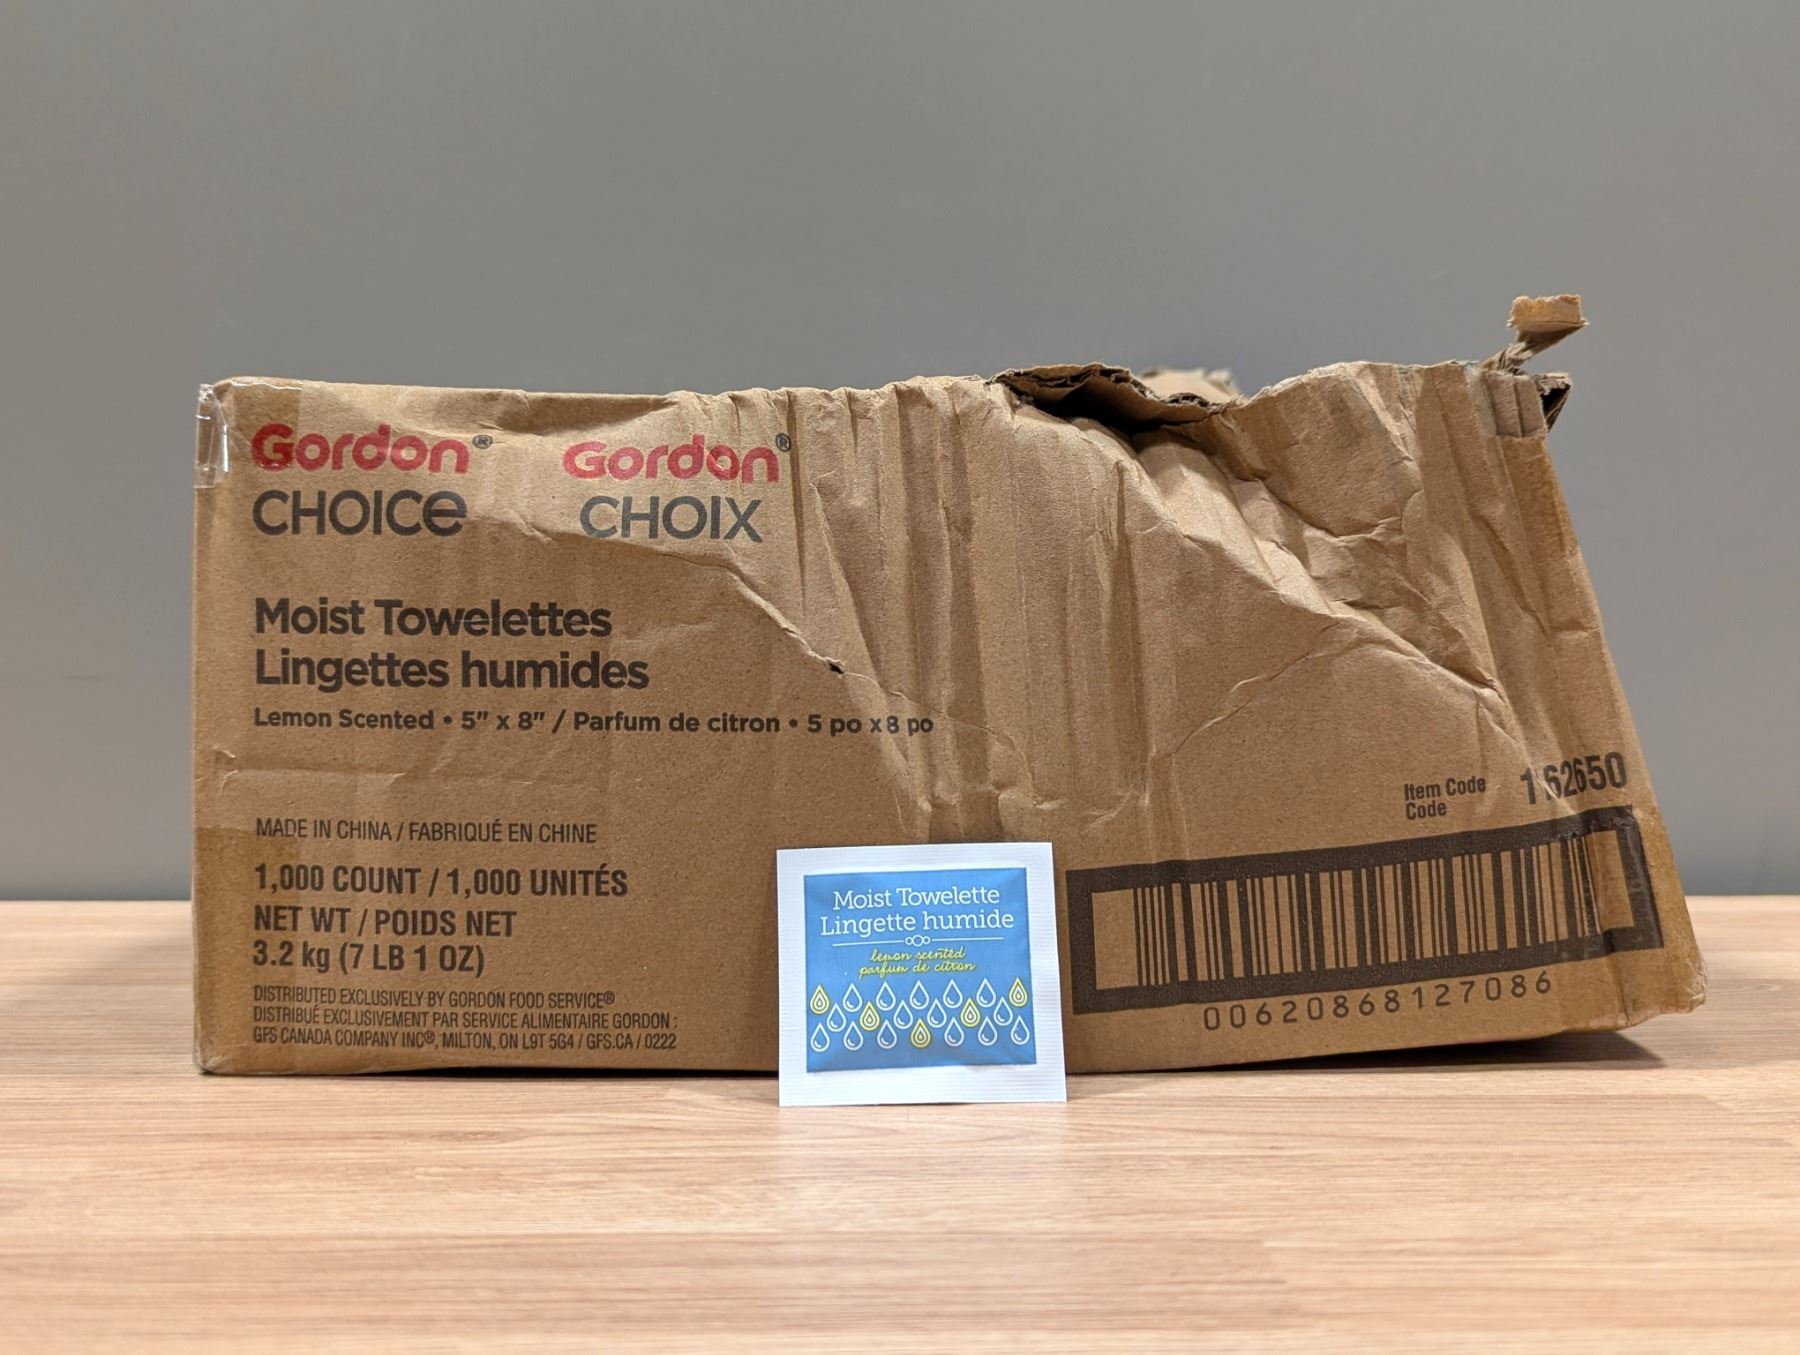 Gordon® Gordon®
CHOICe CHOIX
Moist Towelettes
Lingettes humides
Lemon Scented • 5" x 8" / Parfum de citron • 5 po x 8 po
MADE IN CHINA / FABRIQUÉ EN CHINE
1,000 COUNT / 1,000 UNITÉS
NET WT / POIDS NET
3.2 kg (7 LB 1 OZ)
DISTRIBUTED EXCLUSIVELY BY GORDON FOOD SERVICE®
DISTRIBUÉ EXCLUSIVEMENT PAR SERVICE ALIMENTAIRE GORDON :
GFS CANADA COMPANY INC®, MILTON, ON L9T 5G4 / GFS.CA / 0222
Moist Towelette
Lingette humide
lemon scented
parfum de citron
Item Code 162650
Code
00620868127086